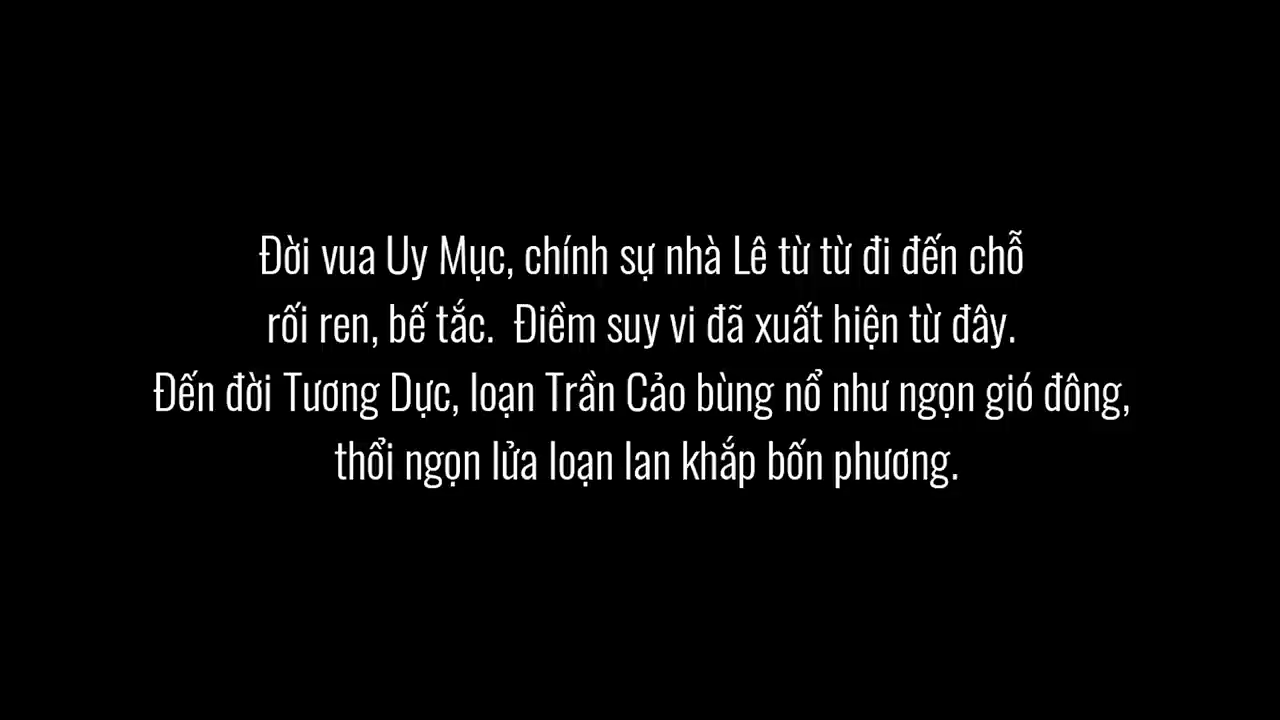 Đời vua Uy Mục, chính sự nhà Lê từ từ đi đến chỗ
rối ren, bế tắc.  Điềm suy vi đã xuất hiện từ đây.
Đến đời Tương Dực, loạn Trần Cảo bùng nổ như ngọn gió đông,
thổi ngọn lửa loạn lan khắp bốn phương.